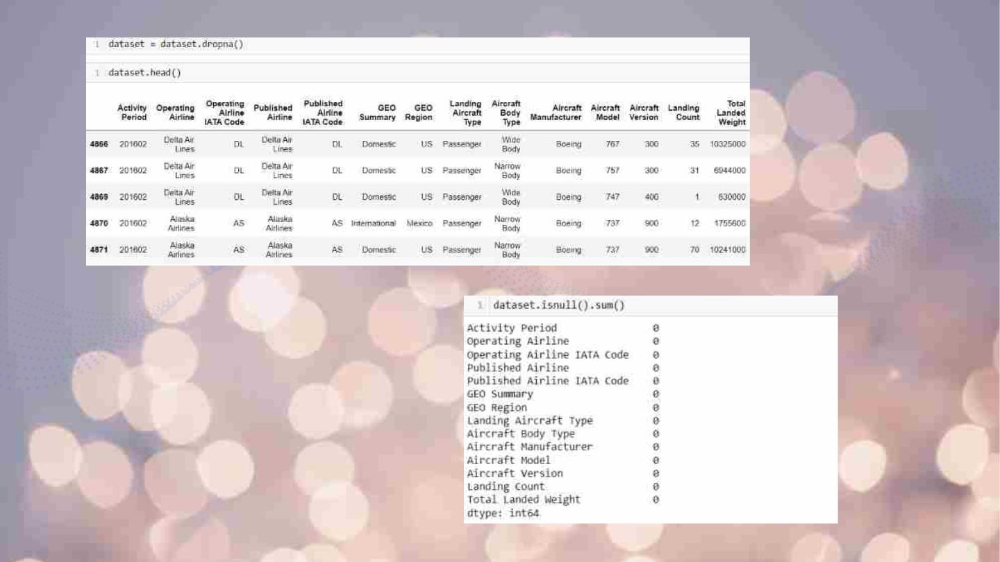 1 dataset = dataset.dropna()
1 dataset.head()
Activity Period Operating Airline Operating Airline IATA Code Published Airline Published Airline IATA Code GEO Summary GEO Region Landing Aircraft Type Aircraft Body Type Aircraft Manufacturer Aircraft Model Aircraft Version Landing Count Total Landed Weight
4866 201602 Delta Air Lines DL Delta Air Lines DL Domestic US Passenger Wide Body Boeing 767 300 35 10325000
4867 201602 Delta Air Lines DL Delta Air Lines DL Domestic US Passenger Narrow Body Boeing 757 300 31 6944000
4869 201602 Delta Air Lines DL Delta Air Lines DL Domestic US Passenger Wide Body Boeing 747 400 1 630000
4870 201602 Alaska Airlines AS Alaska Airlines AS International Mexico Passenger Narrow Body Boeing 737 900 12 1755600
4871 201602 Alaska Airlines AS Alaska Airlines AS Domestic US Passenger Narrow Body Boeing 737 900 70 10241000
1 dataset.isnull().sum()
Activity Period 0
Operating Airline 0
Operating Airline IATA Code 0
Published Airline 0
Published Airline IATA Code 0
GEO Summary 0
GEO Region 0
Landing Aircraft Type 0
Aircraft Body Type 0
Aircraft Manufacturer 0
Aircraft Model 0
Aircraft Version 0
Landing Count 0
Total Landed Weight 0
dtype: int64